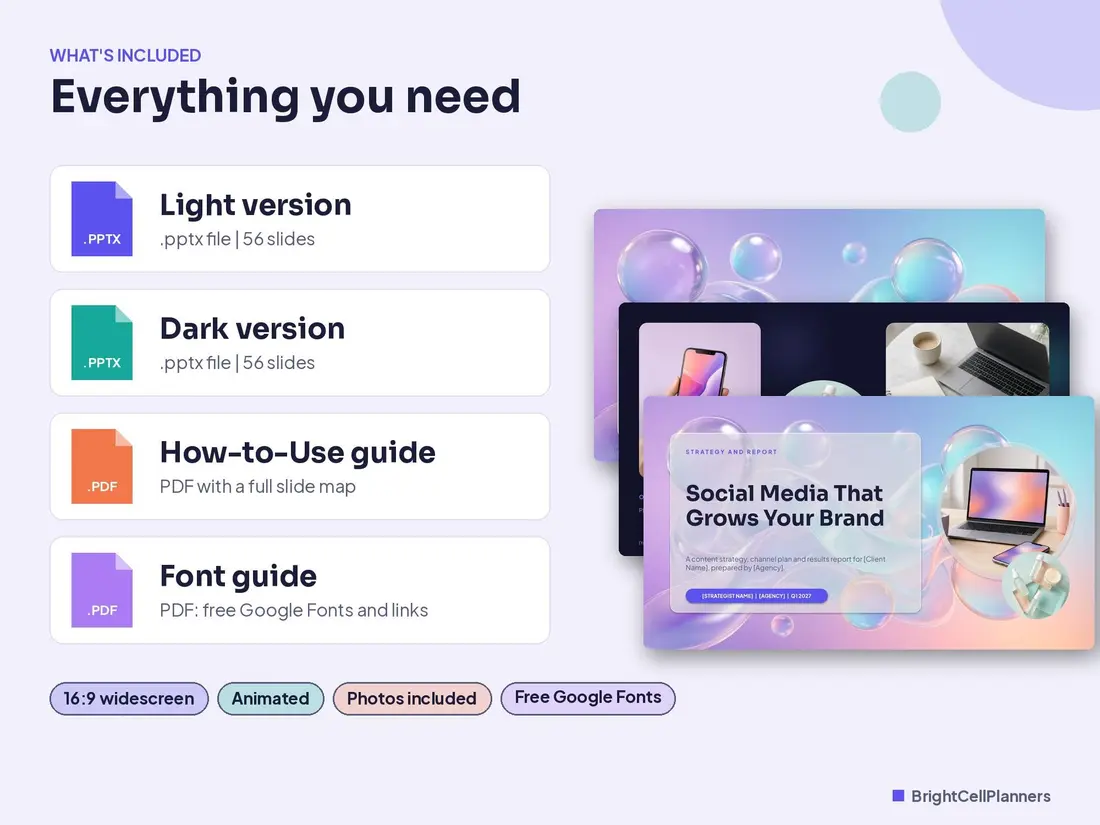 WHAT'S INCLUDED
Everything you need
.PPTX
Light version
.pptx file | 56 slides
.PPTX
Dark version
.pptx file | 56 slides
.PDF
How-to-Use guide
PDF with a full slide map
.PDF
Font guide
PDF: free Google Fonts and links
STRATEGY AND REPORT
Social Media That
Grows Your Brand
A content strategy, channel plan and results report for [Client
Name], prepared by [Agency].
[STRATEGIST NAME] | [AGENCY] | Q1 2027
16:9 widescreen
Animated
Photos included
Free Google Fonts
BrightCellPlanners